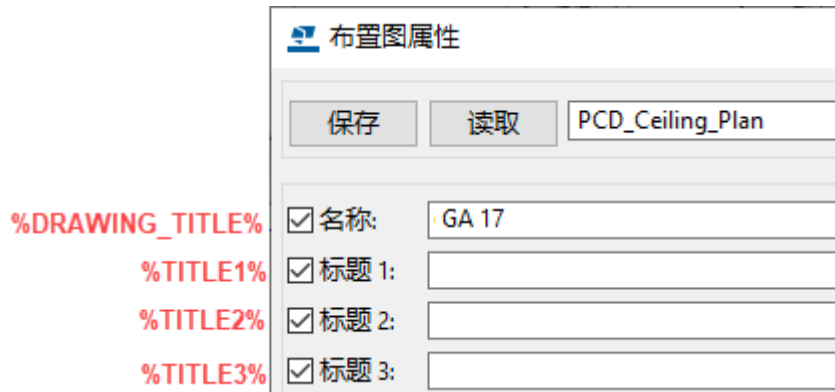 布置图属性
保存 读取 PCD_Ceiling_Plan
%DRAWING_TITLE% 名称: GA 17
%TITLE1% 标题 1:
%TITLE2% 标题 2:
%TITLE3% 标题 3: